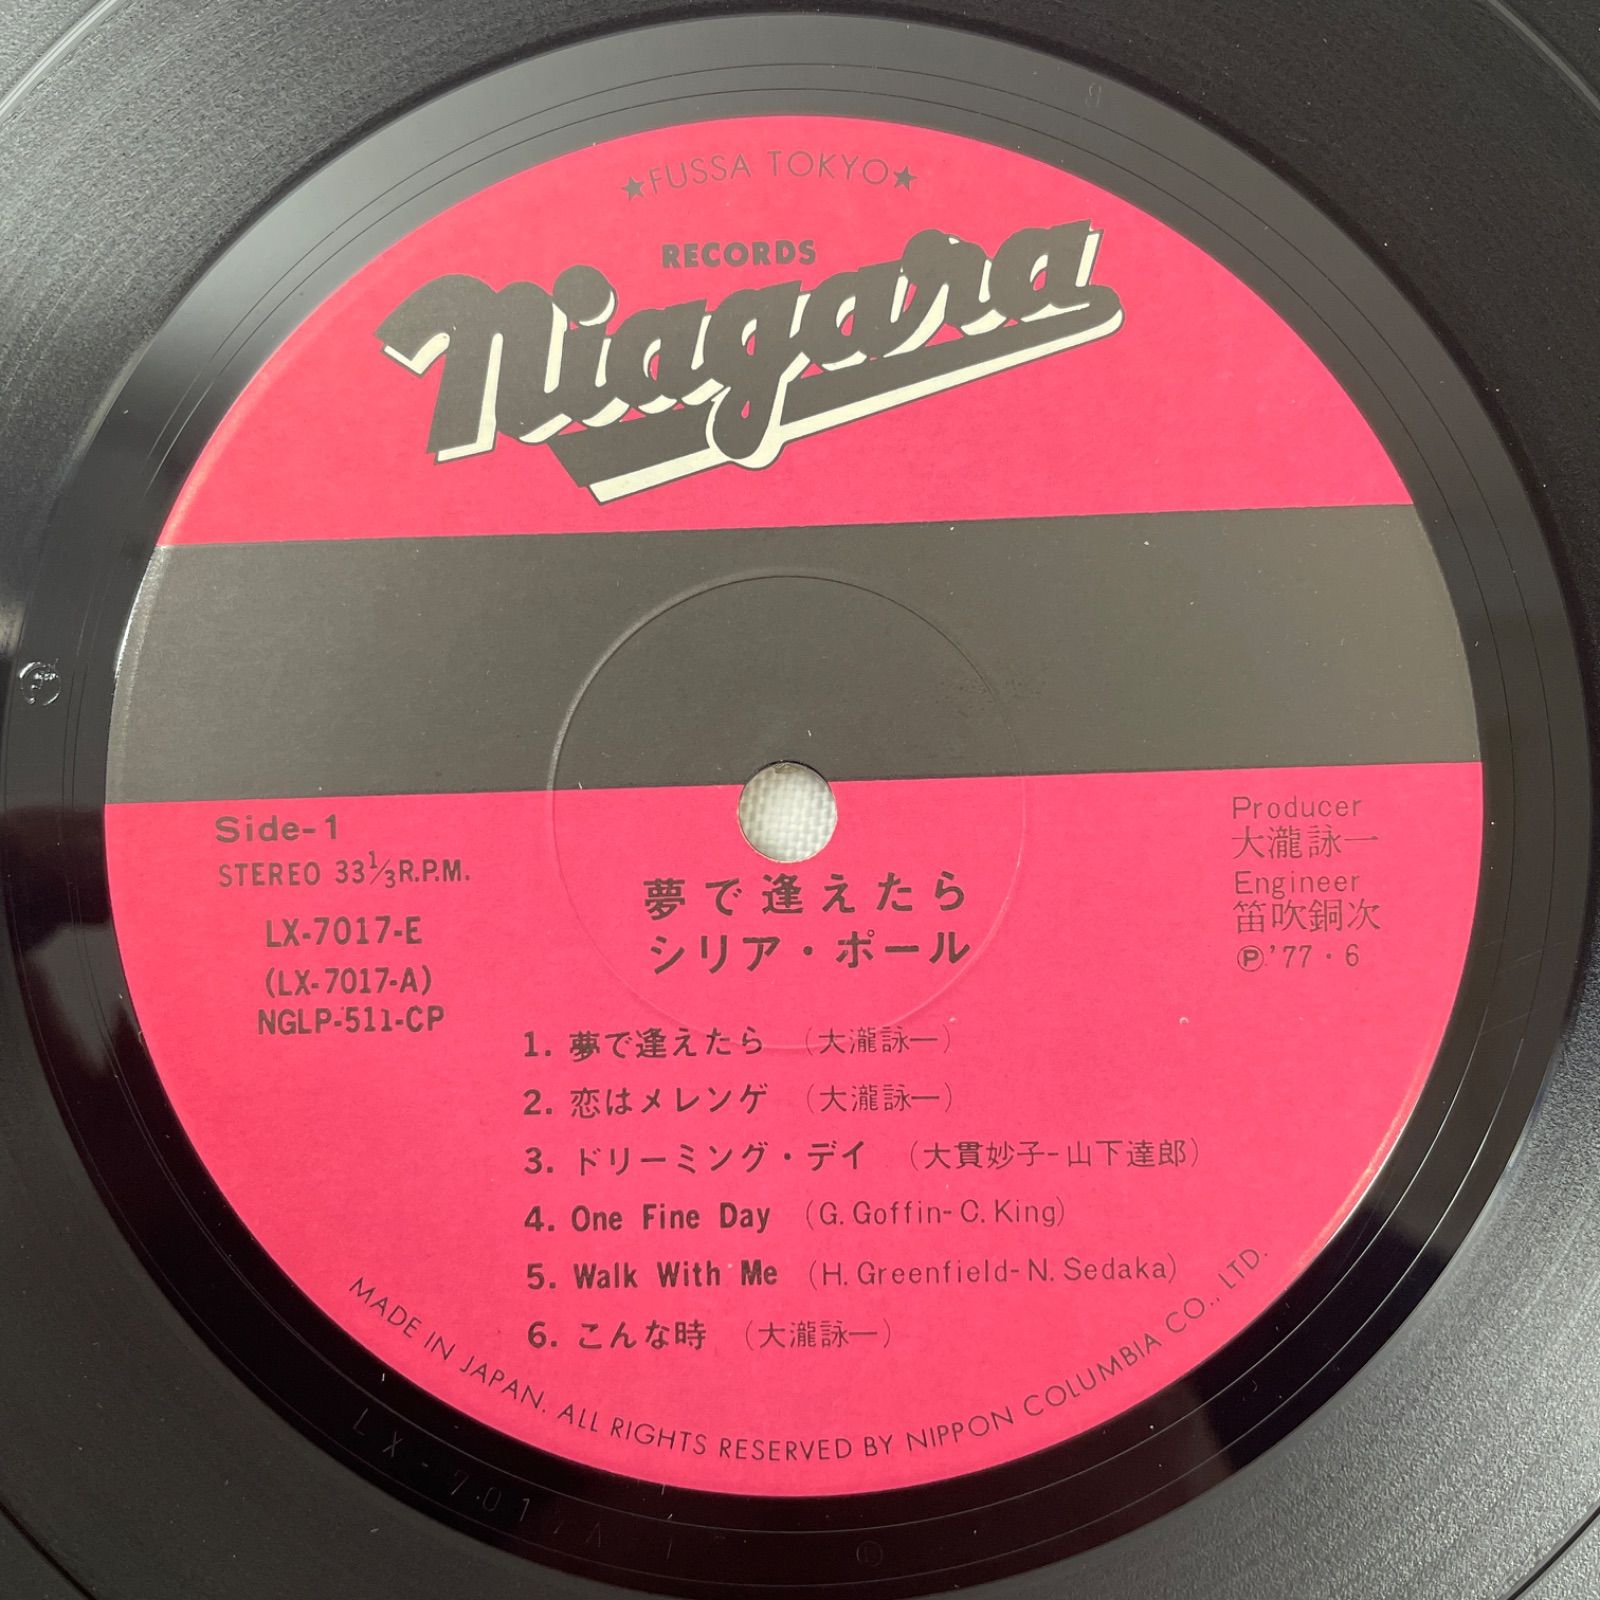 ★FUSSA TOKYO★
RECORDS
Niagara
Side-1
STEREO 33⅓R.P.M.
LX-7017-E
(LX-7017-A)
NGLP-511-CP
Producer
大瀧詠一
Engineer
笛吹銅次
Ⓟ'77・6
夢で逢えたら
シリア・ポール
1. 夢で逢えたら (大瀧詠一)
2. 恋はメレンゲ (大瀧詠一)
3. ドリーミング・デイ (大貫妙子-山下達郎)
4. One Fine Day (G. Goffin-C. King)
5. Walk With Me (H. Greenfield-N. Sedaka)
6. こんな時 (大瀧詠一)
MADE IN JAPAN. ALL RIGHTS RESERVED BY NIPPON COLUMBIA CO., LTD.